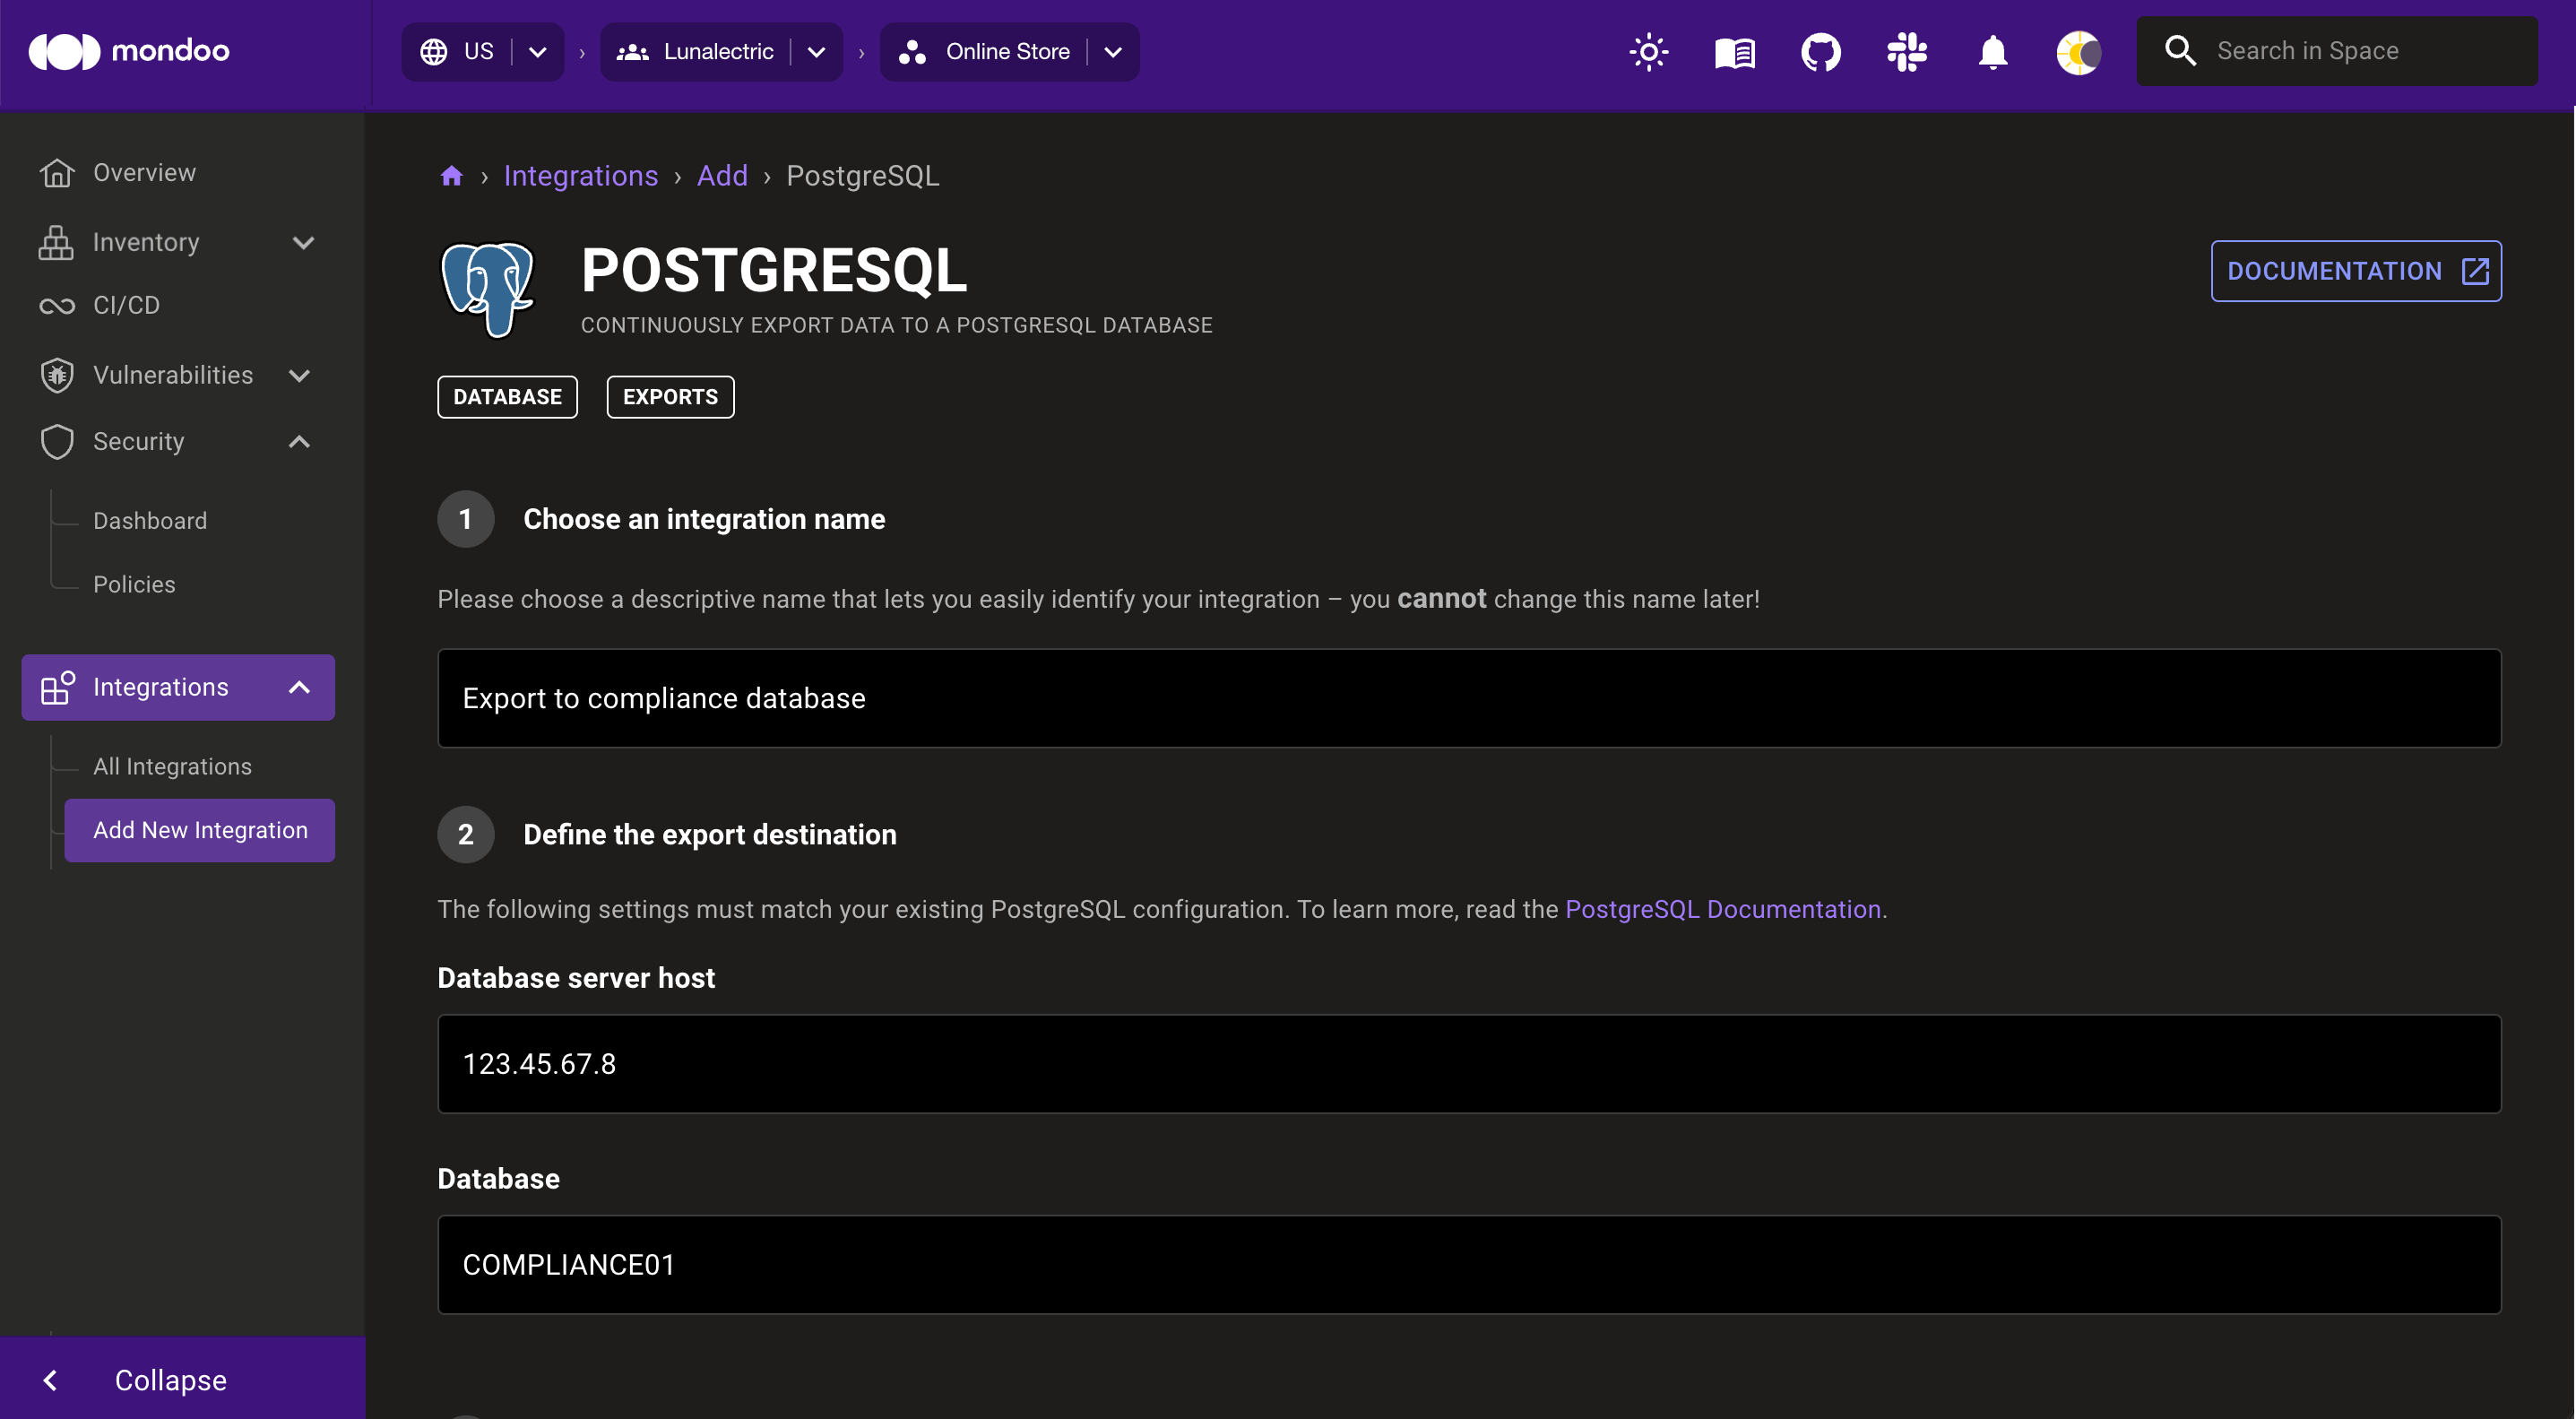 mondoo
US
Lunalectric
Online Store
Search in Space
Overview
Inventory
CI/CD
Vulnerabilities
Security
Dashboard
Policies
Integrations
All Integrations
Add New Integration
Collapse
Integrations › Add › PostgreSQL
POSTGRESQL
CONTINUOUSLY EXPORT DATA TO A POSTGRESQL DATABASE
DOCUMENTATION
DATABASE
EXPORTS
1 Choose an integration name
Please choose a descriptive name that lets you easily identify your integration – you cannot change this name later!
Export to compliance database
2 Define the export destination
The following settings must match your existing PostgreSQL configuration. To learn more, read the PostgreSQL Documentation.
Database server host
123.45.67.8
Database
COMPLIANCE01